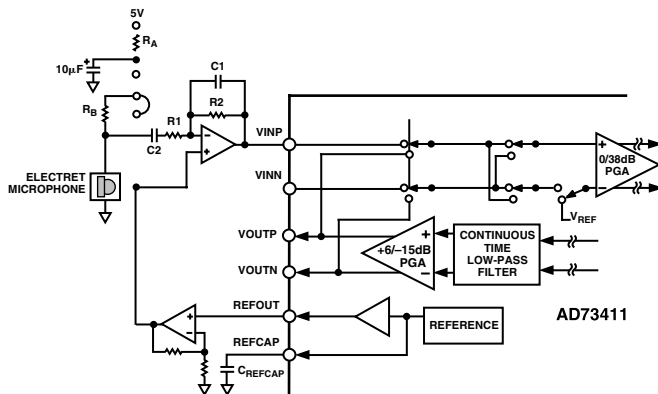 5V
RA
10µF
C1
R2
RB
R1
C2
VINP
0/38dB
PGA
ELECTRET
MICROPHONE
VINN
VREF
VOUTP
+6/–15dB
PGA
CONTINUOUS
TIME
LOW-PASS
FILTER
VOUTN
AD73411
REFOUT
REFERENCE
REFCAP
CREFCAP